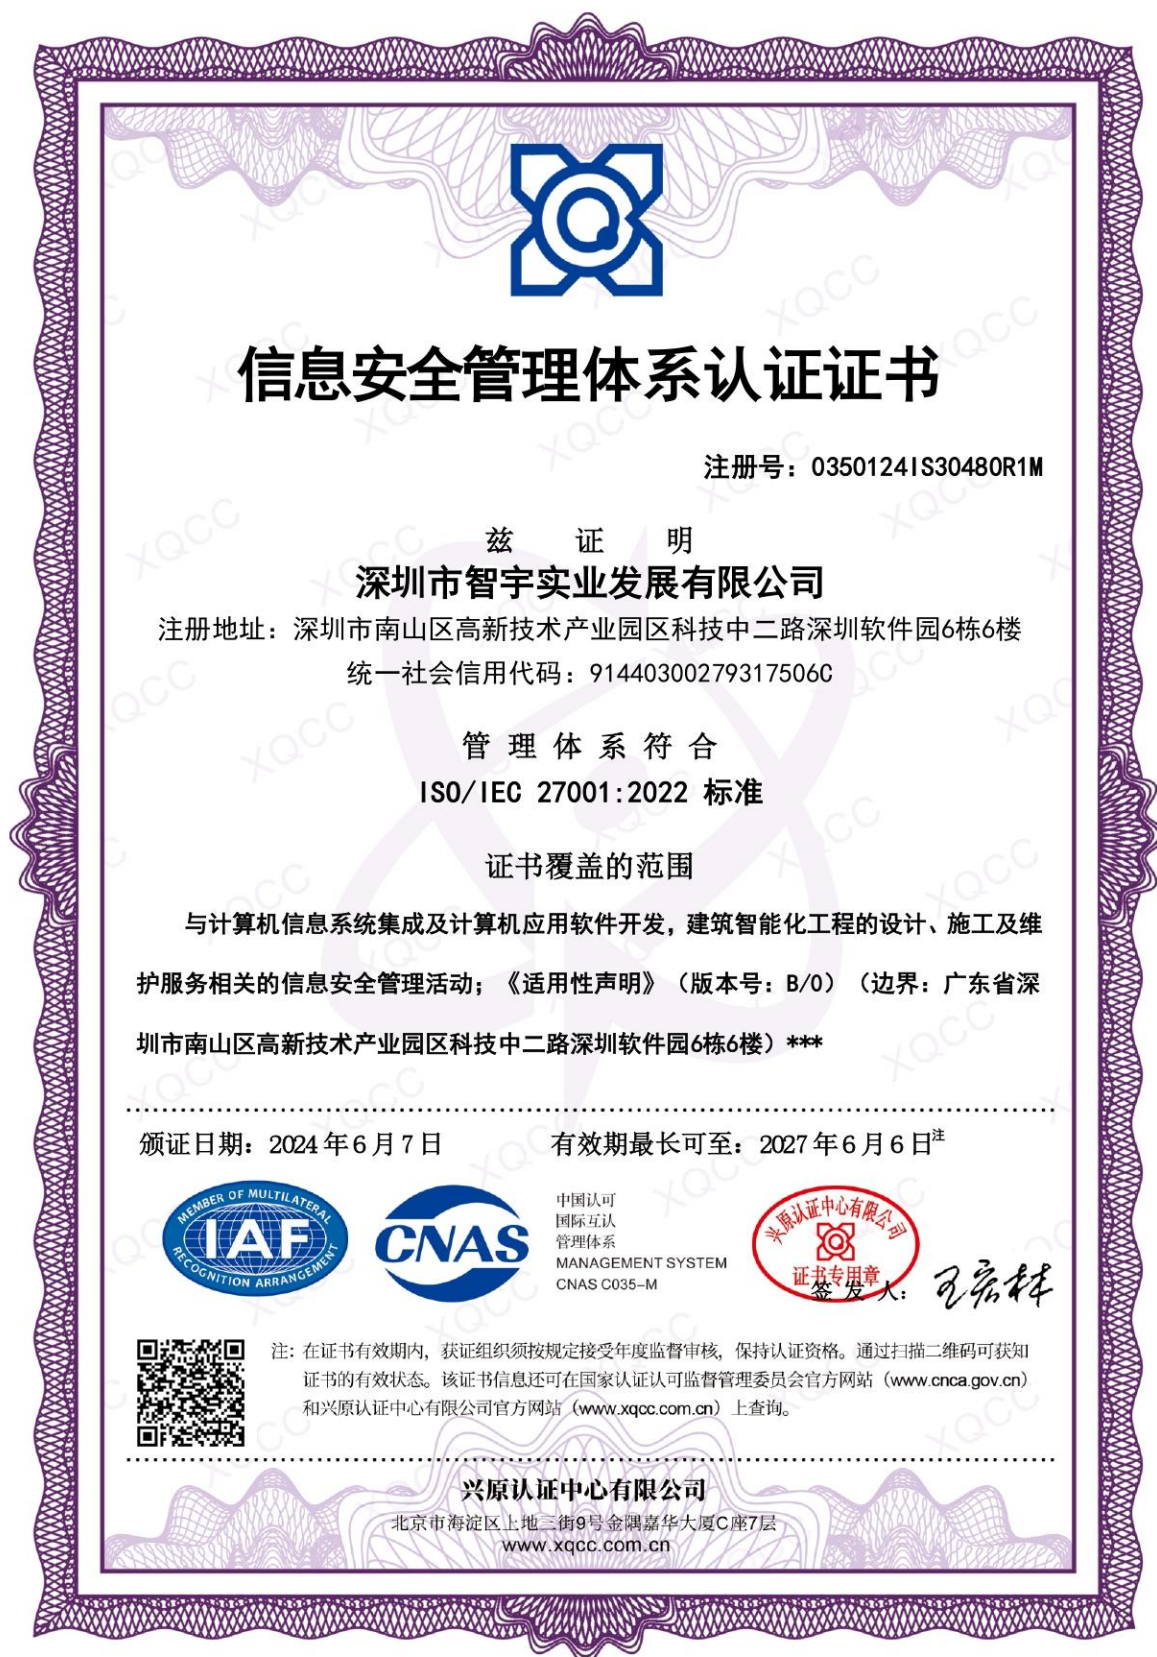 信息安全管理体系认证证书
注册号：0350124IS30480R1M
兹 证 明
深圳市智宇实业发展有限公司
注册地址：深圳市南山区高新技术产业园区科技中二路深圳软件园6栋6楼
统一社会信用代码：91440300279317506C
管 理 体 系 符 合
ISO/IEC 27001:2022 标准
证书覆盖的范围
与计算机信息系统集成及计算机应用软件开发，建筑智能化工程的设计、施工及维
护服务相关的信息安全管理活动；《适用性声明》（版本号：B/0）（边界：广东省深
圳市南山区高新技术产业园区科技中二路深圳软件园6栋6楼）***
颁证日期：2024年6月7日 有效期最长可至：2027年6月6日注
MEMBER OF MULTILATERAL
IAF
RECOGNITION ARRANGEMENT
CNAS
中国认可
国际互认
管理体系
MANAGEMENT SYSTEM
CNAS C035-M
兴原认证中心有限公司
证书专用章
签 发 人：王宏林
注：在证书有效期内，获证组织须按规定接受年度监督审核，保持认证资格。通过扫描二维码可获知
证书的有效状态。该证书信息还可在国家认证认可监督管理委员会官方网站（www.cnca.gov.cn）
和兴原认证中心有限公司官方网站（www.xqcc.com.cn）上查询。
兴原认证中心有限公司
北京市海淀区上地三街9号金隅嘉华大厦C座7层
www.xqcc.com.cn
XQCC